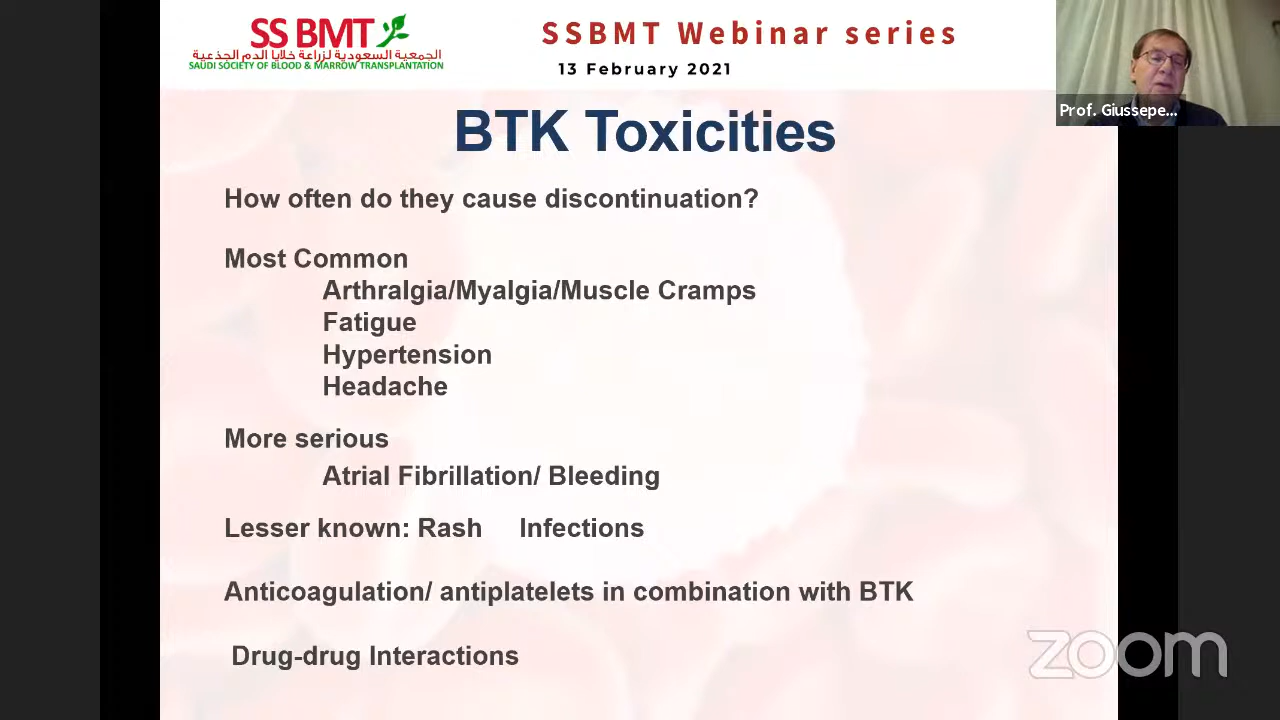 SS BMT
الجمعية السعودية لزراعة خلايا الدم الجذعية
SAUDI SOCIETY OF BLOOD & MARROW TRANSPLANTATION
SSBMT Webinar series
13 February 2021
Prof. Giussepe...
BTK Toxicities
How often do they cause discontinuation?
Most Common
Arthralgia/Myalgia/Muscle Cramps
Fatigue
Hypertension
Headache
More serious
Atrial Fibrillation/ Bleeding
Lesser known: Rash Infections
Anticoagulation/ antiplatelets in combination with BTK
Drug-drug Interactions
zoom